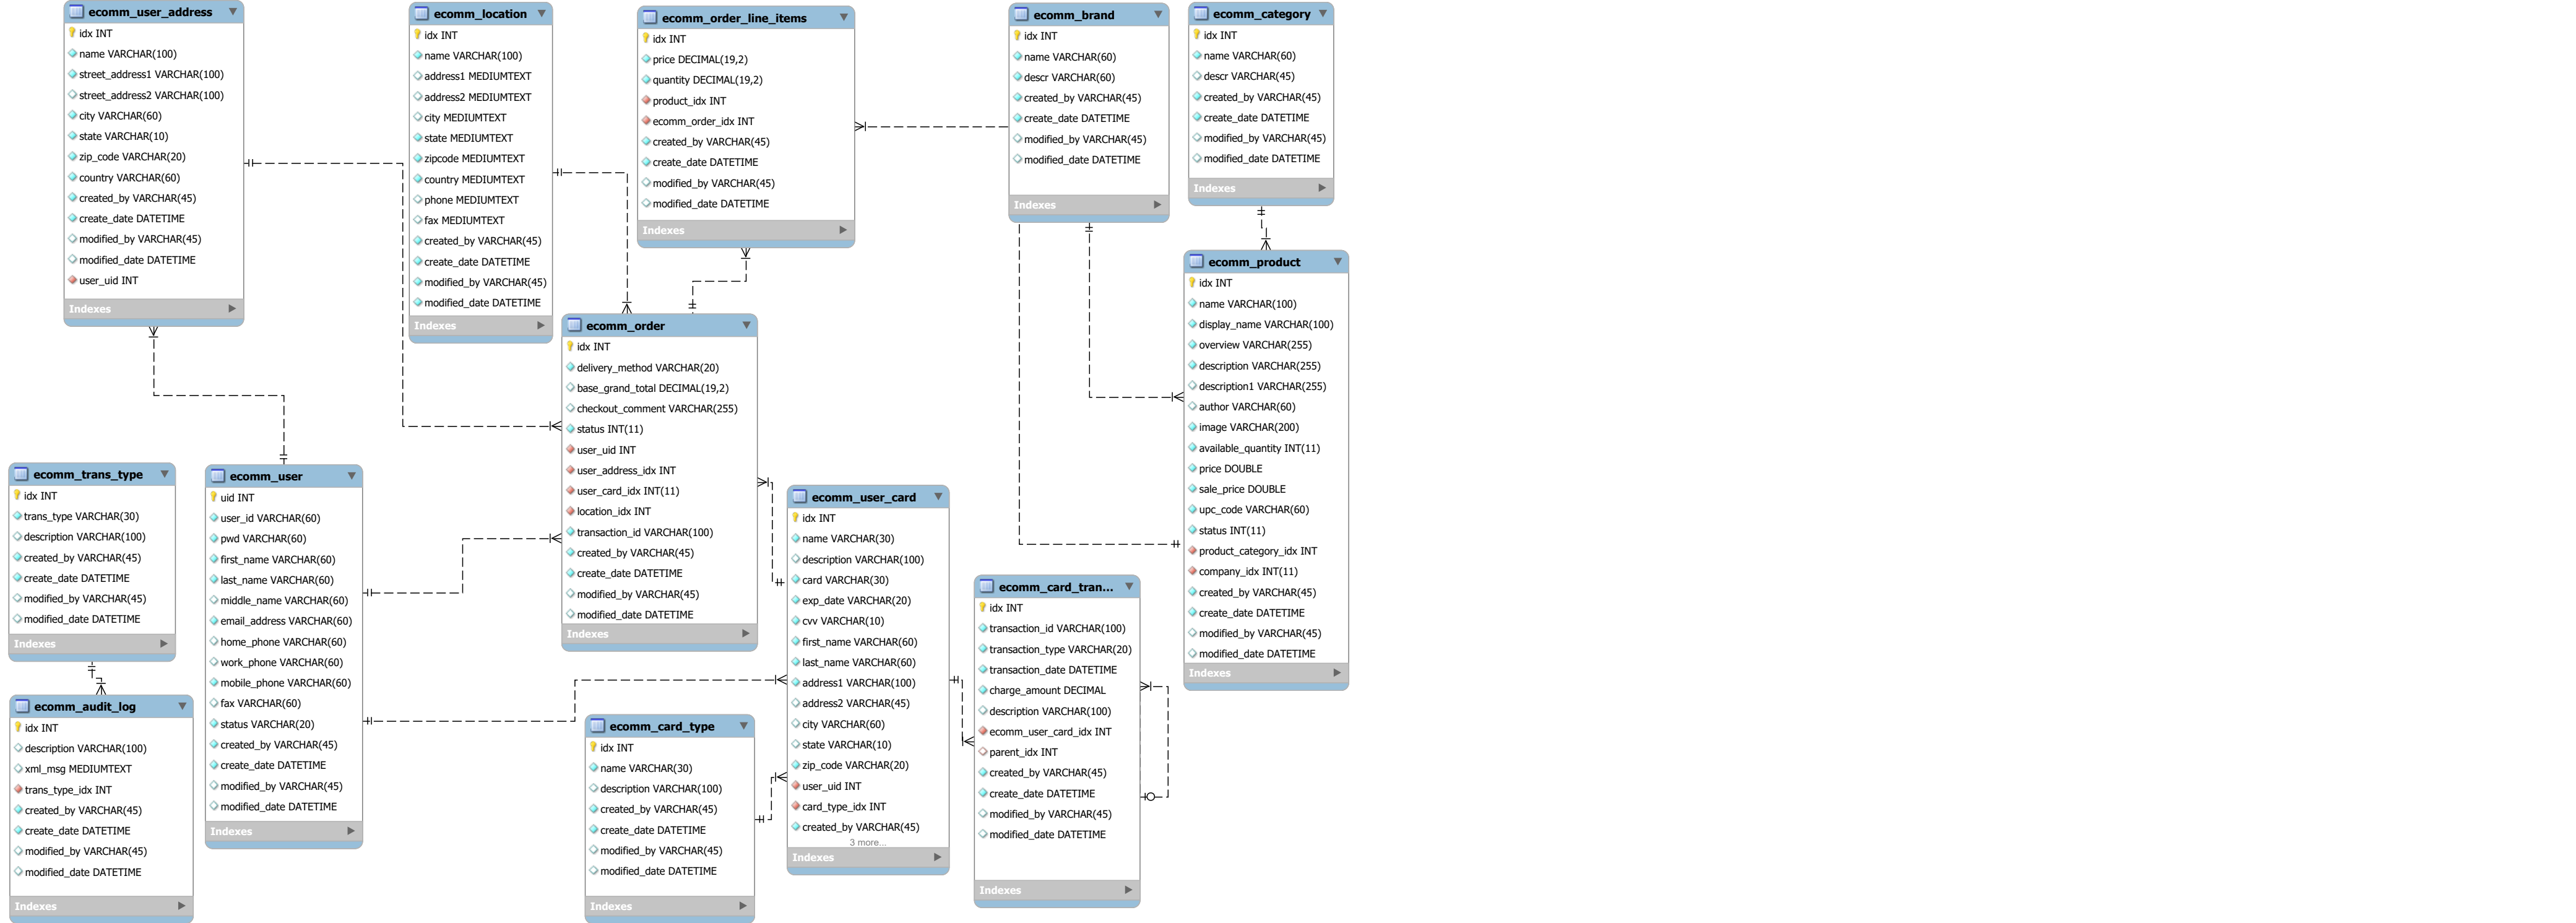 ecomm_user_address
idx INT
name VARCHAR(100)
street_address1 VARCHAR(100)
street_address2 VARCHAR(100)
city VARCHAR(60)
state VARCHAR(10)
zip_code VARCHAR(20)
country VARCHAR(60)
created_by VARCHAR(45)
create_date DATETIME
modified_by VARCHAR(45)
modified_date DATETIME
user_uid INT
Indexes
ecomm_location
idx INT
name VARCHAR(100)
address1 MEDIUMTEXT
address2 MEDIUMTEXT
city MEDIUMTEXT
state MEDIUMTEXT
zipcode MEDIUMTEXT
country MEDIUMTEXT
phone MEDIUMTEXT
fax MEDIUMTEXT
created_by VARCHAR(45)
create_date DATETIME
modified_by VARCHAR(45)
modified_date DATETIME
Indexes
ecomm_order_line_items
idx INT
price DECIMAL(19,2)
quantity DECIMAL(19,2)
product_idx INT
ecomm_order_idx INT
created_by VARCHAR(45)
create_date DATETIME
modified_by VARCHAR(45)
modified_date DATETIME
Indexes
ecomm_brand
idx INT
name VARCHAR(60)
descr VARCHAR(60)
created_by VARCHAR(45)
create_date DATETIME
modified_by VARCHAR(45)
modified_date DATETIME
Indexes
ecomm_category
idx INT
name VARCHAR(60)
descr VARCHAR(45)
created_by VARCHAR(45)
create_date DATETIME
modified_by VARCHAR(45)
modified_date DATETIME
Indexes
ecomm_product
idx INT
name VARCHAR(100)
display_name VARCHAR(100)
overview VARCHAR(255)
description VARCHAR(255)
description1 VARCHAR(255)
author VARCHAR(60)
image VARCHAR(200)
available_quantity INT(11)
price DOUBLE
sale_price DOUBLE
upc_code VARCHAR(60)
status INT(11)
product_category_idx INT
company_idx INT(11)
created_by VARCHAR(45)
create_date DATETIME
modified_by VARCHAR(45)
modified_date DATETIME
Indexes
ecomm_order
idx INT
delivery_method VARCHAR(20)
base_grand_total DECIMAL(19,2)
checkout_comment VARCHAR(255)
status INT(11)
user_uid INT
user_address_idx INT
user_card_idx INT(11)
location_idx INT
transaction_id VARCHAR(100)
created_by VARCHAR(45)
create_date DATETIME
modified_by VARCHAR(45)
modified_date DATETIME
Indexes
ecomm_trans_type
idx INT
trans_type VARCHAR(30)
description VARCHAR(100)
created_by VARCHAR(45)
create_date DATETIME
modified_by VARCHAR(45)
modified_date DATETIME
Indexes
ecomm_user
uid INT
user_id VARCHAR(60)
pwd VARCHAR(60)
first_name VARCHAR(60)
last_name VARCHAR(60)
middle_name VARCHAR(60)
email_address VARCHAR(60)
home_phone VARCHAR(60)
work_phone VARCHAR(60)
mobile_phone VARCHAR(60)
fax VARCHAR(60)
status VARCHAR(20)
created_by VARCHAR(45)
create_date DATETIME
modified_by VARCHAR(45)
modified_date DATETIME
Indexes
ecomm_user_card
idx INT
name VARCHAR(30)
description VARCHAR(100)
card VARCHAR(30)
exp_date VARCHAR(20)
cvv VARCHAR(10)
first_name VARCHAR(60)
last_name VARCHAR(60)
address1 VARCHAR(100)
address2 VARCHAR(45)
city VARCHAR(60)
state VARCHAR(10)
zip_code VARCHAR(20)
user_uid INT
card_type_idx INT
created_by VARCHAR(45)
3 more...
Indexes
ecomm_card_tran...
idx INT
transaction_id VARCHAR(100)
transaction_type VARCHAR(20)
transaction_date DATETIME
charge_amount DECIMAL
description VARCHAR(100)
ecomm_user_card_idx INT
parent_idx INT
created_by VARCHAR(45)
create_date DATETIME
modified_by VARCHAR(45)
modified_date DATETIME
Indexes
ecomm_audit_log
idx INT
description VARCHAR(100)
xml_msg MEDIUMTEXT
trans_type_idx INT
created_by VARCHAR(45)
create_date DATETIME
modified_by VARCHAR(45)
modified_date DATETIME
Indexes
ecomm_card_type
idx INT
name VARCHAR(30)
description VARCHAR(100)
created_by VARCHAR(45)
create_date DATETIME
modified_by VARCHAR(45)
modified_date DATETIME
Indexes